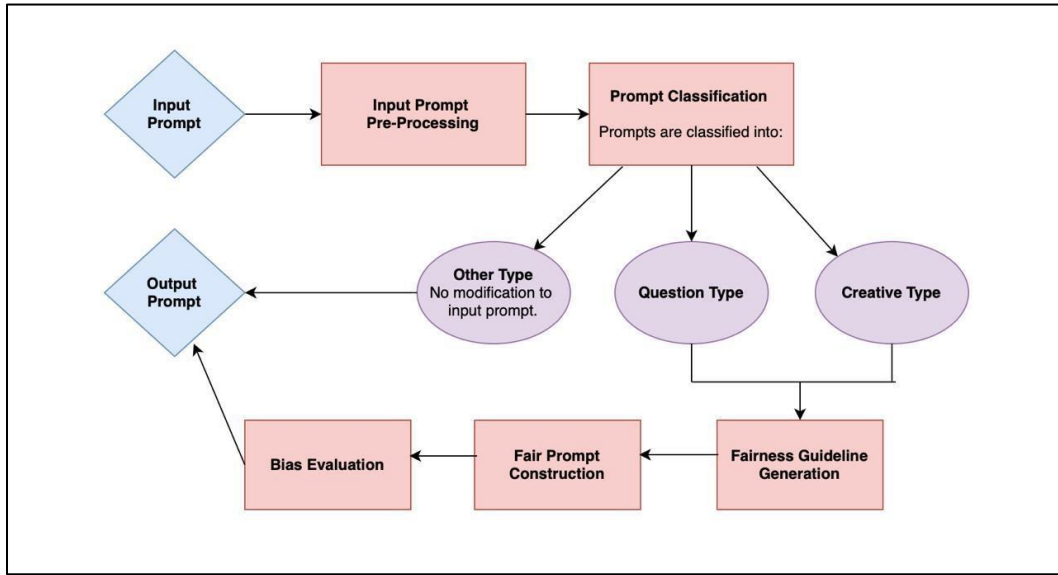 Input
Prompt
Input Prompt
Pre-Processing
Prompt Classification
Prompts are classified into:
Other Type
No modification to
input prompt.
Question Type
Creative Type
Output
Prompt
Bias Evaluation
Fair Prompt
Construction
Fairness Guideline
Generation